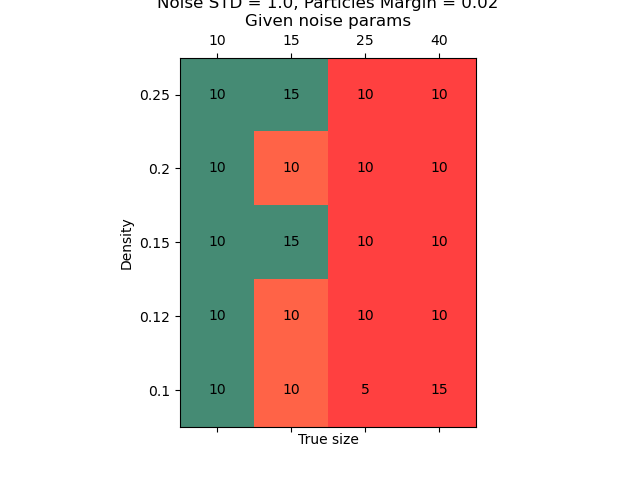 Noise STD = 1.0, Particles Margin = 0.02
Given noise params
10 15 25 40
0.25 10 15 10 10
0.2 10 10 10 10
Density
0.15 10 15 10 10
0.12 10 10 10 10
0.1 10 10 5 15
True size